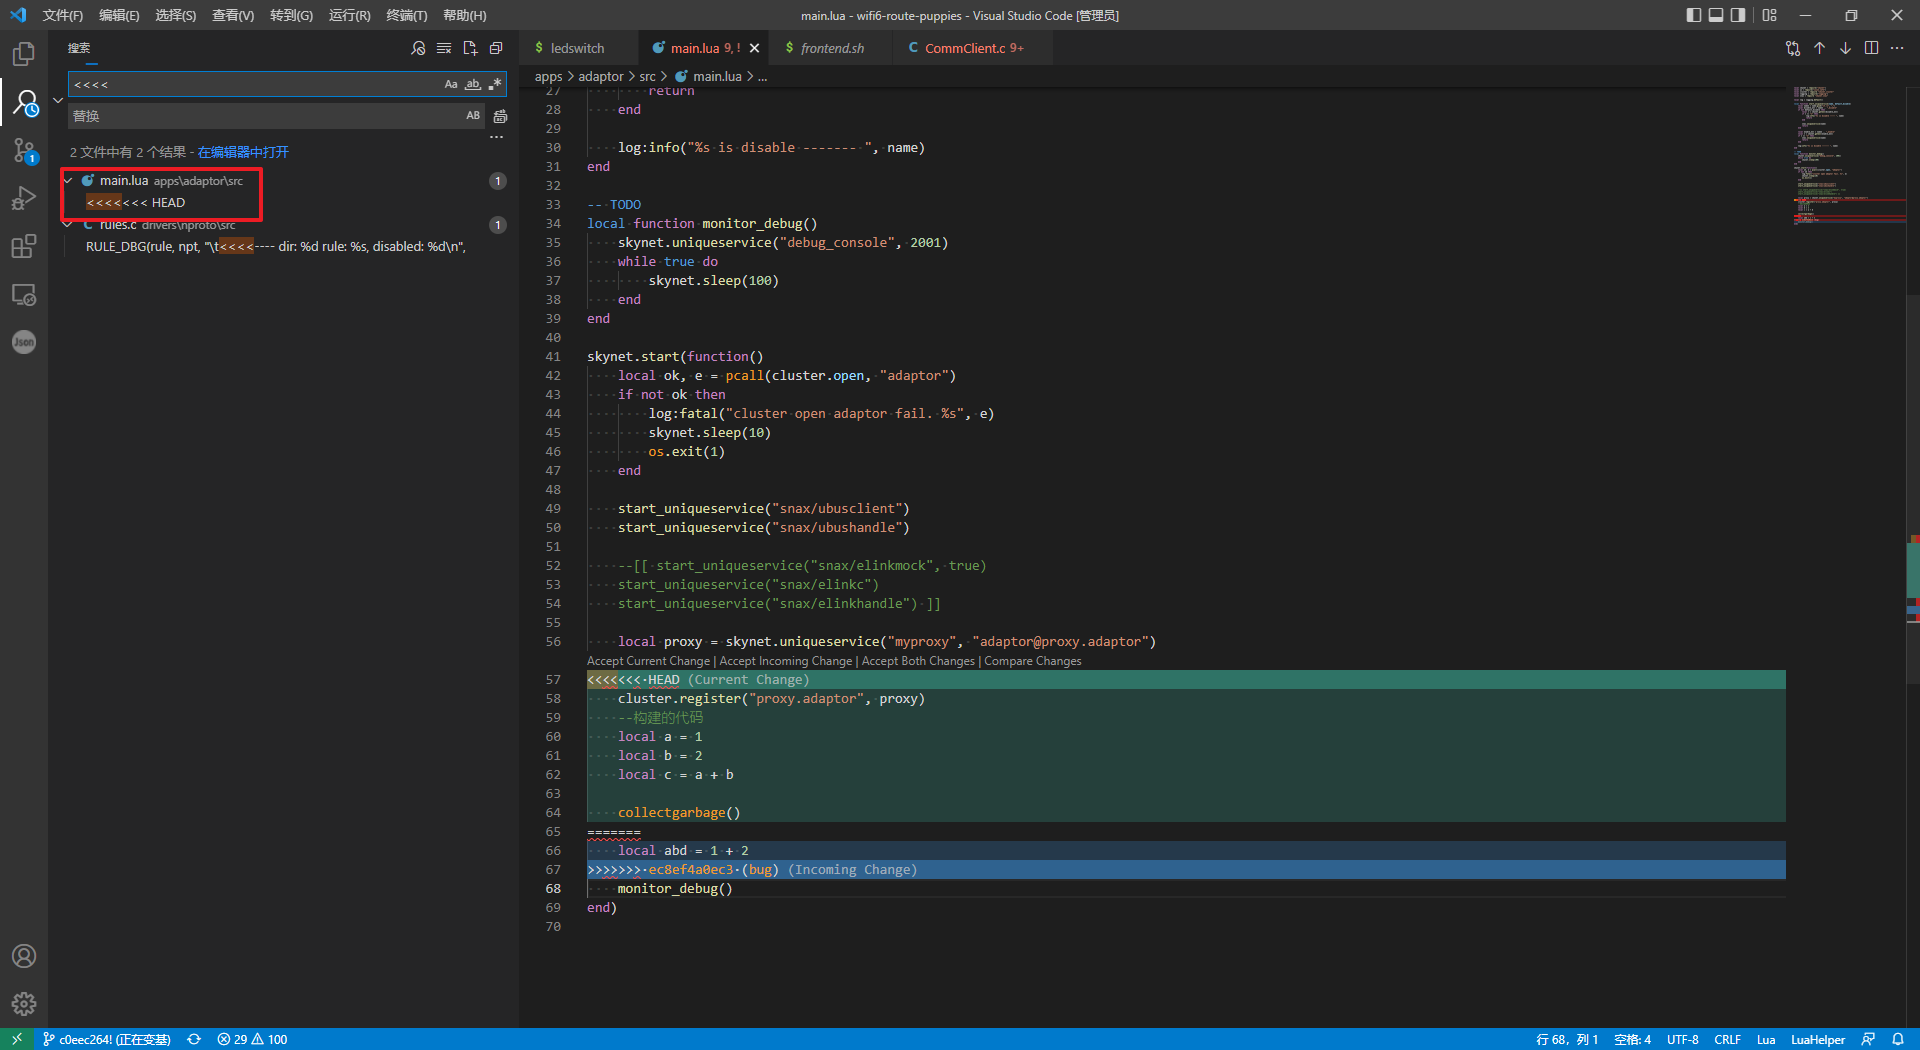 文件(F) 编辑(E) 选择(S) 查看(V) 转到(G) 运行(R) 终端(T) 帮助(H)
main.lua - wifi6-route-puppies - Visual Studio Code [管理员]
搜索
<<<<
Aa ab .*
替换
AB
2 文件中有 2 个结果 - 在编辑器中打开
main.lua apps\adaptor\src 1
<<<<<<< HEAD
rules.c drivers\nproto\src 1
RULE_DBG(rule, npt, "\t<<<<---- dir: %d rule: %s, disabled: %d\n",
Json
1
$ ledswitch
main.lua 9, !
$ frontend.sh
C CommClient.c 9+
apps > adaptor > src > main.lua > ...
27 return
28 end
29
30 log:info("%s is disable ------- ", name)
31 end
32
33 -- TODO
34 local function monitor_debug()
35 skynet.uniqueservice("debug_console", 2001)
36 while true do
37 skynet.sleep(100)
38 end
39 end
40
41 skynet.start(function()
42 local ok, e = pcall(cluster.open, "adaptor")
43 if not ok then
44 log:fatal("cluster open adaptor fail. %s", e)
45 skynet.sleep(10)
46 os.exit(1)
47 end
48
49 start_uniqueservice("snax/ubusclient")
50 start_uniqueservice("snax/ubushandle")
51
52 --[[ start_uniqueservice("snax/elinkmock", true)
53 start_uniqueservice("snax/elinkc")
54 start_uniqueservice("snax/elinkhandle") ]]
55
56 local proxy = skynet.uniqueservice("myproxy", "adaptor@proxy.adaptor")
Accept Current Change | Accept Incoming Change | Accept Both Changes | Compare Changes
57 <<<<<<< HEAD (Current Change)
58 cluster.register("proxy.adaptor", proxy)
59 --构建的代码
60 local a = 1
61 local b = 2
62 local c = a + b
63
64 collectgarbage()
65 =======
66 local abd = 1 + 2
67 >>>>>>> ec8ef4a0ec3 (bug) (Incoming Change)
68 monitor_debug()
69 end)
70
c0eec264! (正在变基) 29 100
行 68，列 1 空格: 4 UTF-8 CRLF Lua LuaHelper